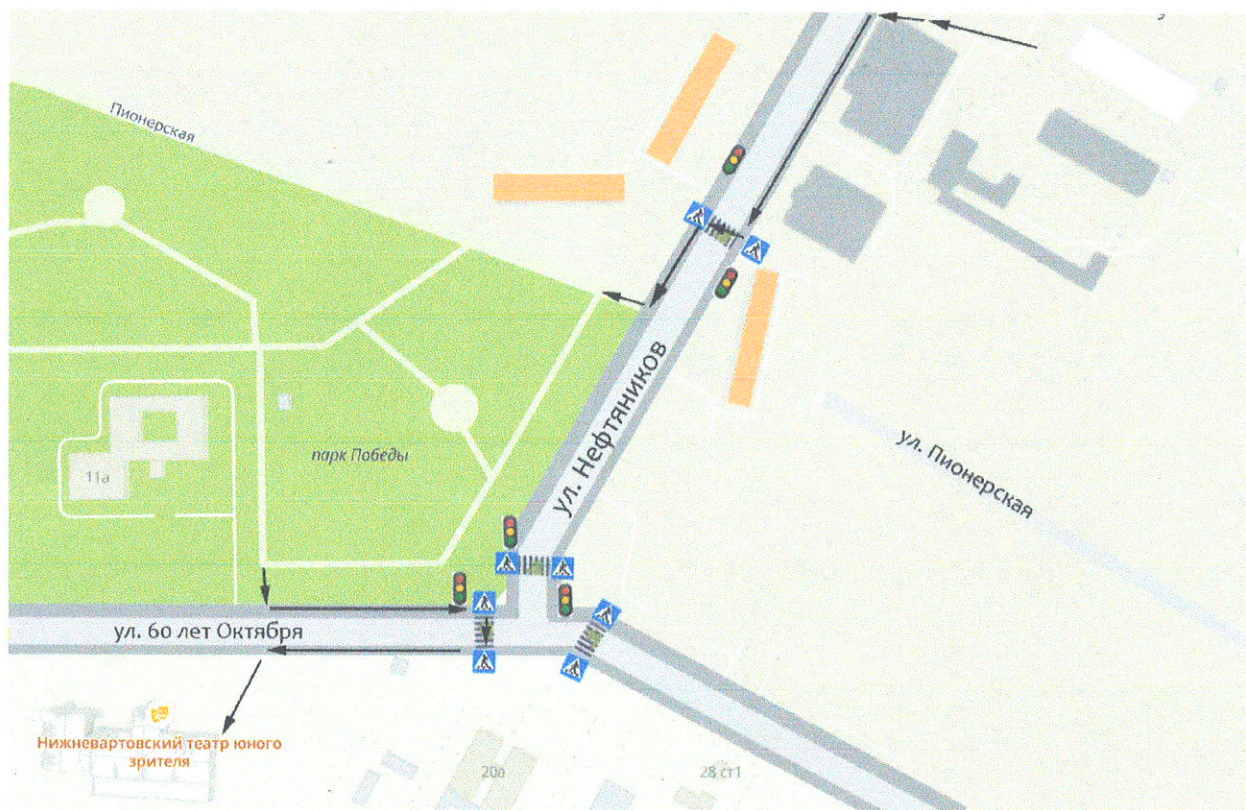 Пионерская
ул. Нефтяников
ул. Пионерская
парк Победы
11а
ул. 60 лет Октября
Нижневартовский театр юного
зрителя
20а
28 ст1